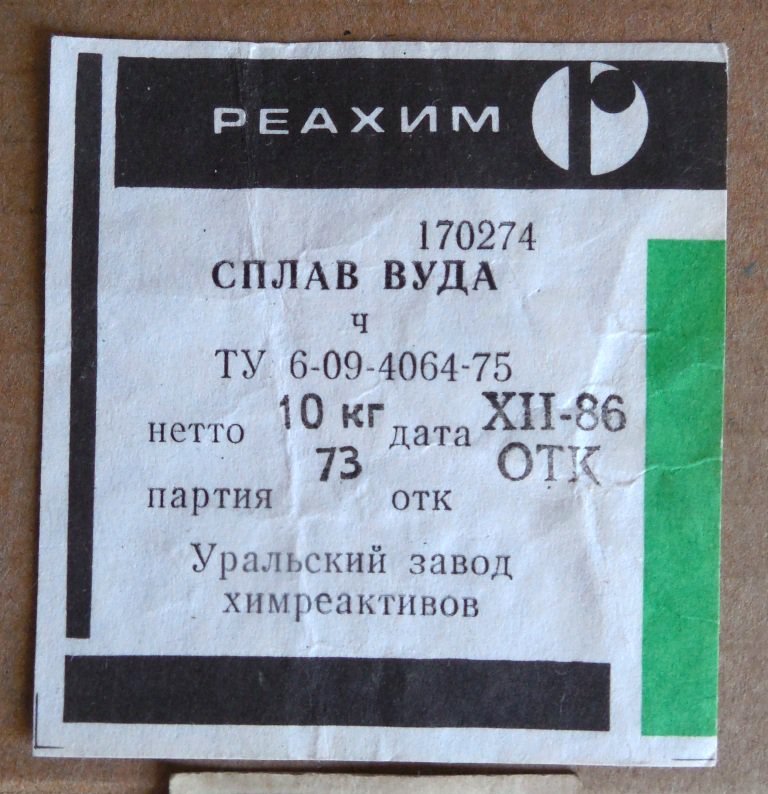 РЕАХИМ
170274
СПЛАВ ВУДА
ч
ТУ 6-09-4064-75
нетто 10 кг дата XII-86
партия 73 отк ОТК
Уральский завод
химреактивов